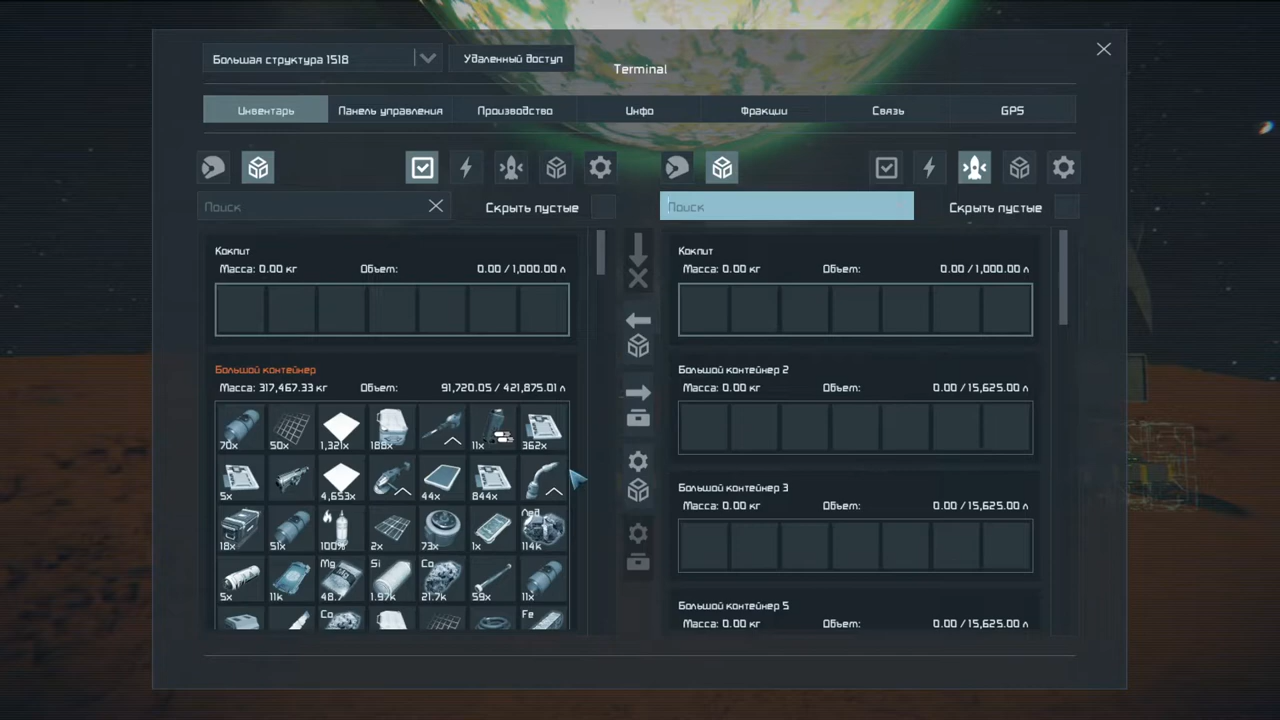 Большая структура 1518
Удаленный доступ
Terminal
Инвентарь
Панель управления
Производство
Инфо
Фракции
Связь
GPS
Поиск
Скрыть пустые
Поиск
Скрыть пустые
Кокпит
Масса: 0.00 кг
Объем:
0.00 / 1,000.00 л
Кокпит
Масса: 0.00 кг
Объем:
0.00 / 1,000.00 л
Большой контейнер
Масса: 317,467.33 кг
Объем:
91,720.05 / 421,875.01 л
Большой контейнер 2
Масса: 0.00 кг
Объем:
0.00 / 15,625.00 л
70x 50x 1,321x 188x 11x 362x
5x 4,653x 44x 844x
Лед
18x 51x 100% 2x 73x 1x 114k
Mg Si Co
5x 11k 48.7 1.97k 21.7k 59x 11x
Co Fe
Большой контейнер 3
Масса: 0.00 кг
Объем:
0.00 / 15,625.00 л
Большой контейнер 5
Масса: 0.00 кг
Объем:
0.00 / 15,625.00 л